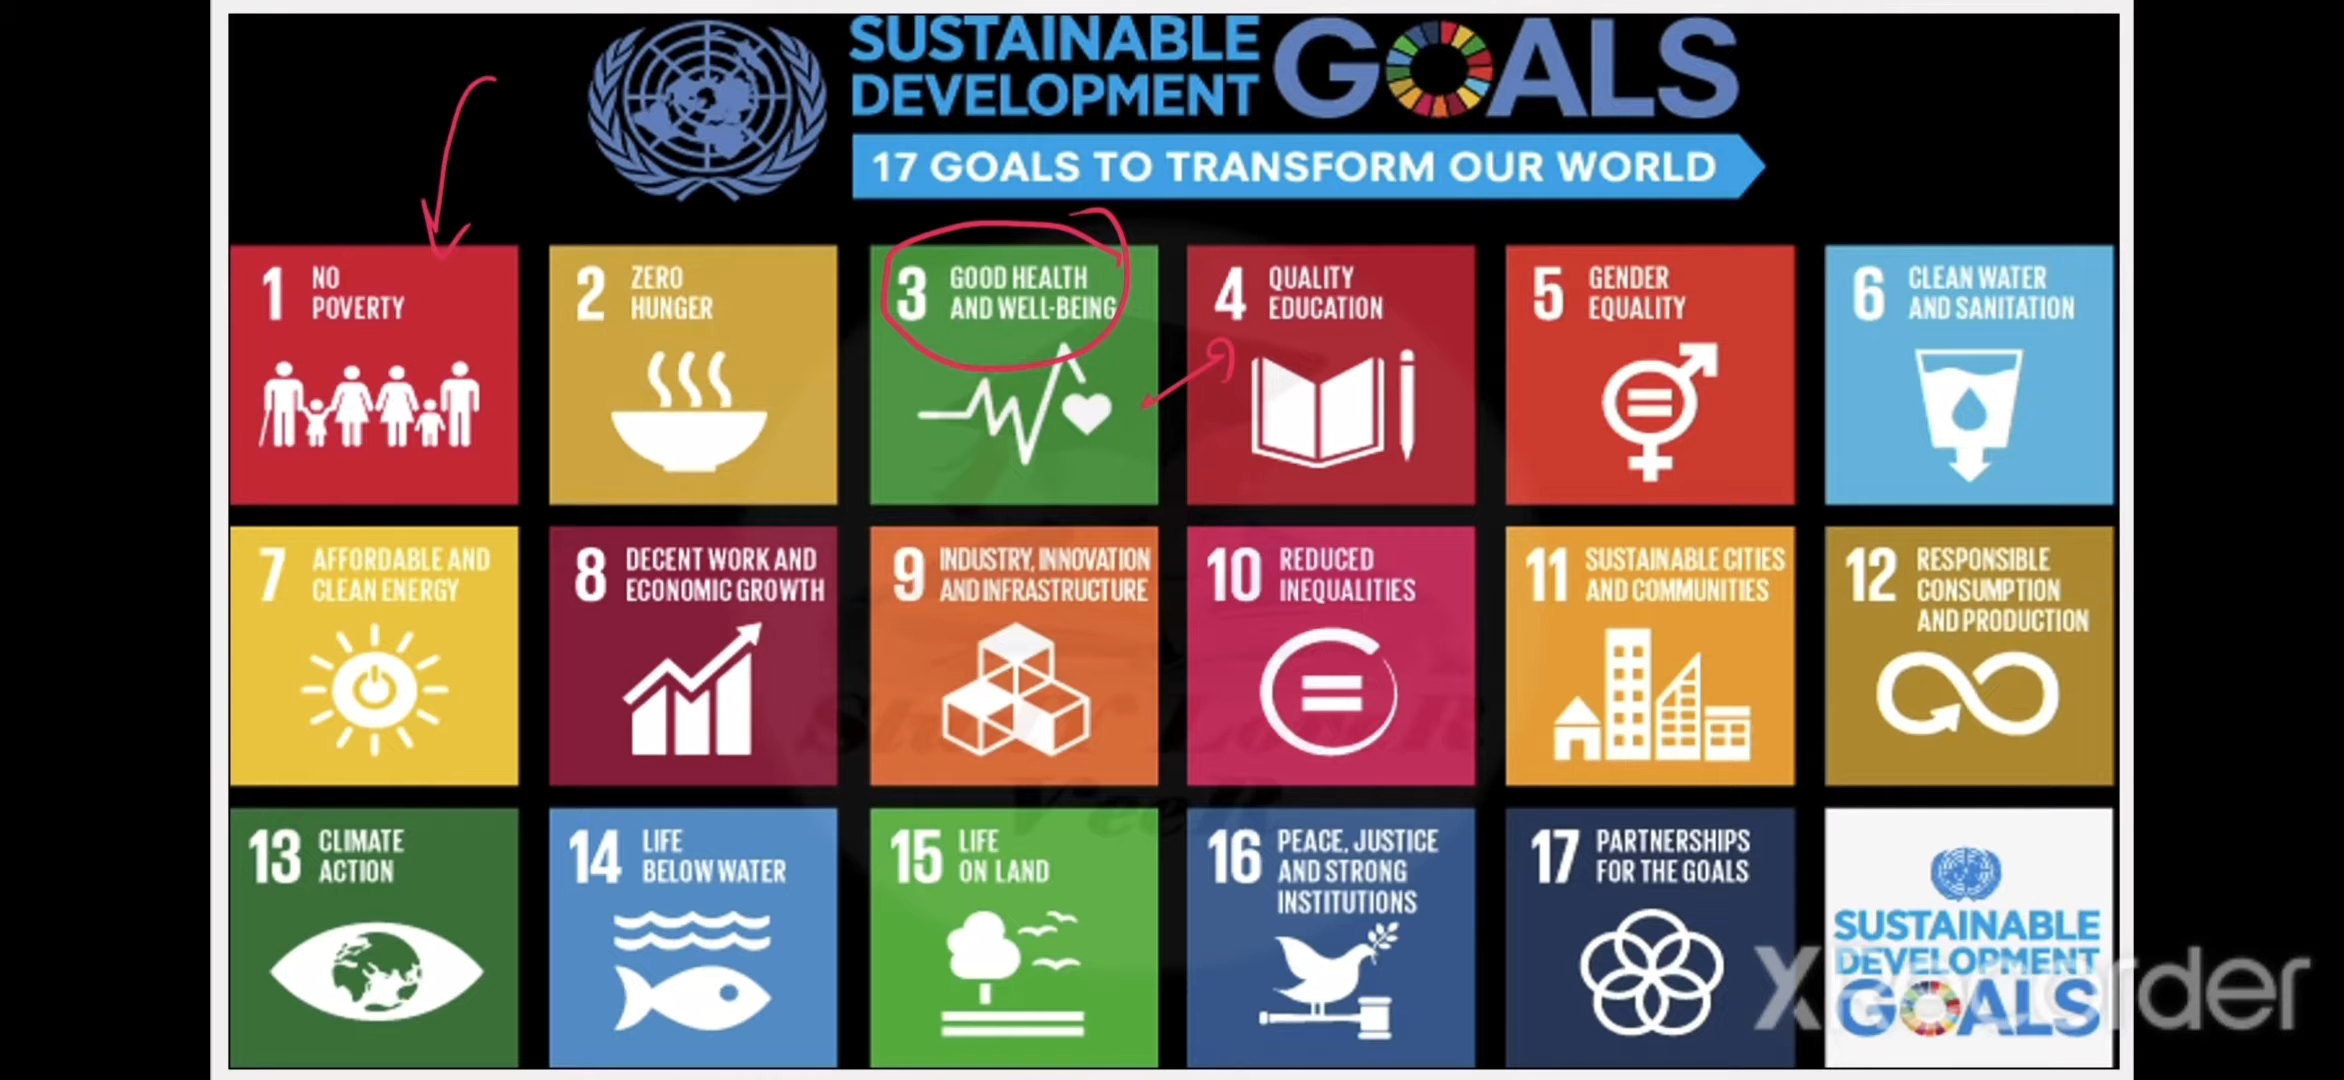 SUSTAINABLE
DEVELOPMENT
GOALS
17 GOALS TO TRANSFORM OUR WORLD
1 NO
POVERTY
2 ZERO
HUNGER
3 GOOD HEALTH
AND WELL-BEING
4 QUALITY
EDUCATION
5 GENDER
EQUALITY
6 CLEAN WATER
AND SANITATION
7 AFFORDABLE AND
CLEAN ENERGY
8 DECENT WORK AND
ECONOMIC GROWTH
9 INDUSTRY, INNOVATION
AND INFRASTRUCTURE
10 REDUCED
INEQUALITIES
11 SUSTAINABLE CITIES
AND COMMUNITIES
12 RESPONSIBLE
CONSUMPTION
AND PRODUCTION
13 CLIMATE
ACTION
14 LIFE
BELOW WATER
15 LIFE
ON LAND
16 PEACE, JUSTICE
AND STRONG
INSTITUTIONS
17 PARTNERSHIPS
FOR THE GOALS
SUSTAINABLE
DEVELOPMENT
GOALS